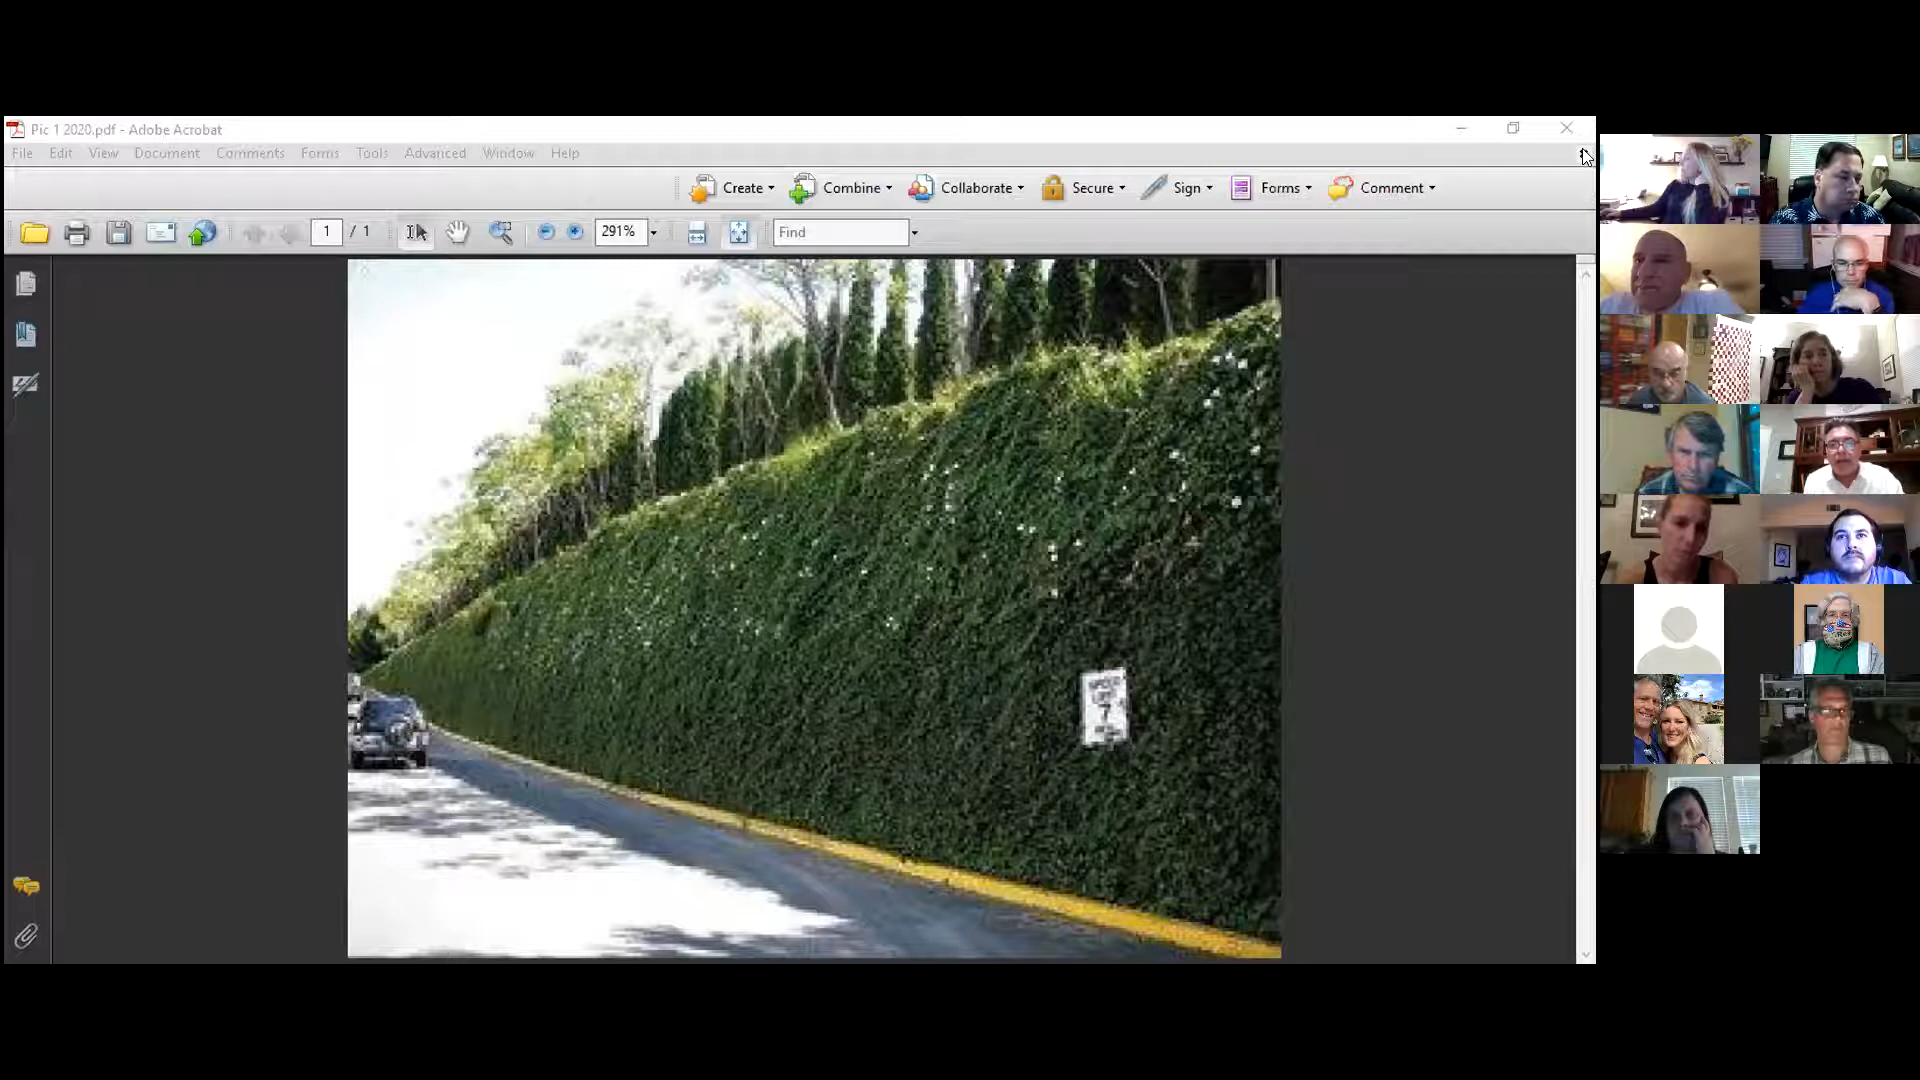 Pic 1 2020.pdf - Adobe Acrobat
File Edit View Document Comments Forms Tools Advanced Window Help
Create Combine Collaborate Secure Sign Forms Comment
1 / 1 291% Find
SPEED